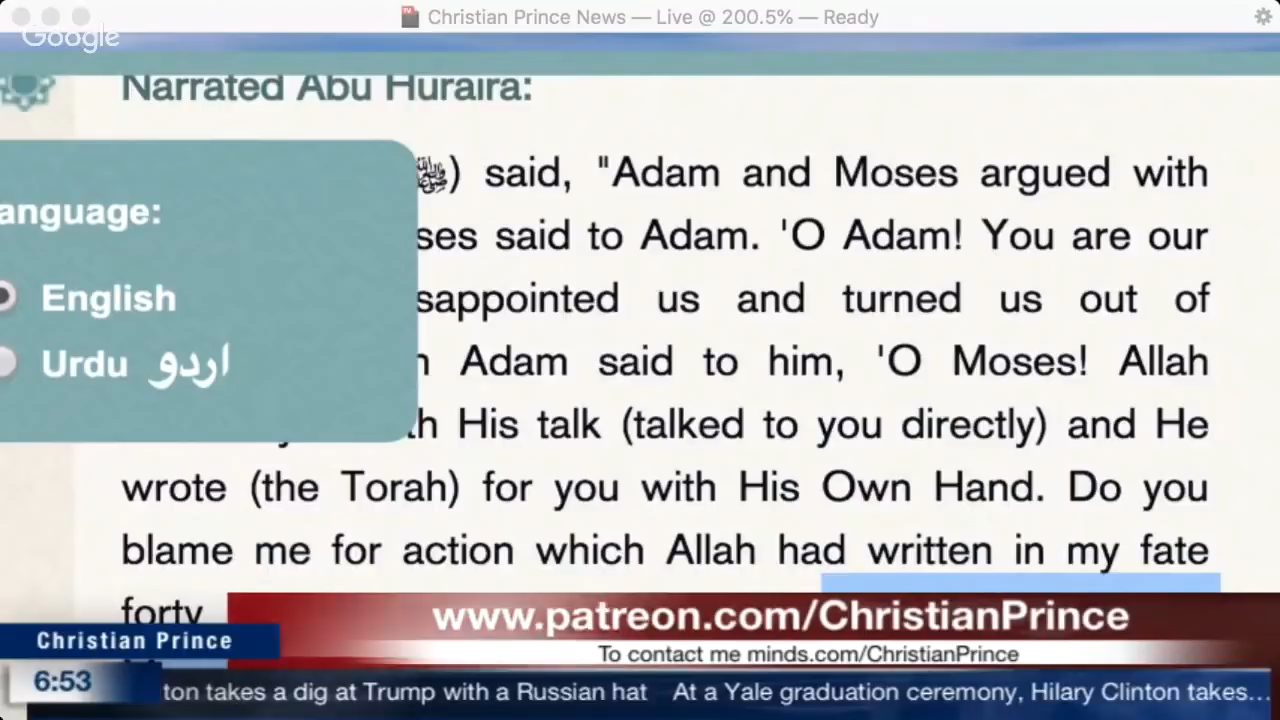 Christian Prince News — Live @ 200.5% — Ready
Google
Narrated Abu Huraira:
ﷺ) said, "Adam and Moses argued with
ses said to Adam. 'O Adam! You are our
sappointed us and turned us out of
Adam said to him, 'O Moses! Allah
th His talk (talked to you directly) and He
wrote (the Torah) for you with His Own Hand. Do you
blame me for action which Allah had written in my fate
forty
anguage:
English
Urdu اردو
www.patreon.com/ChristianPrince
To contact me minds.com/ChristianPrince
Christian Prince
6:53
ton takes a dig at Trump with a Russian hat At a Yale graduation ceremony, Hilary Clinton takes...